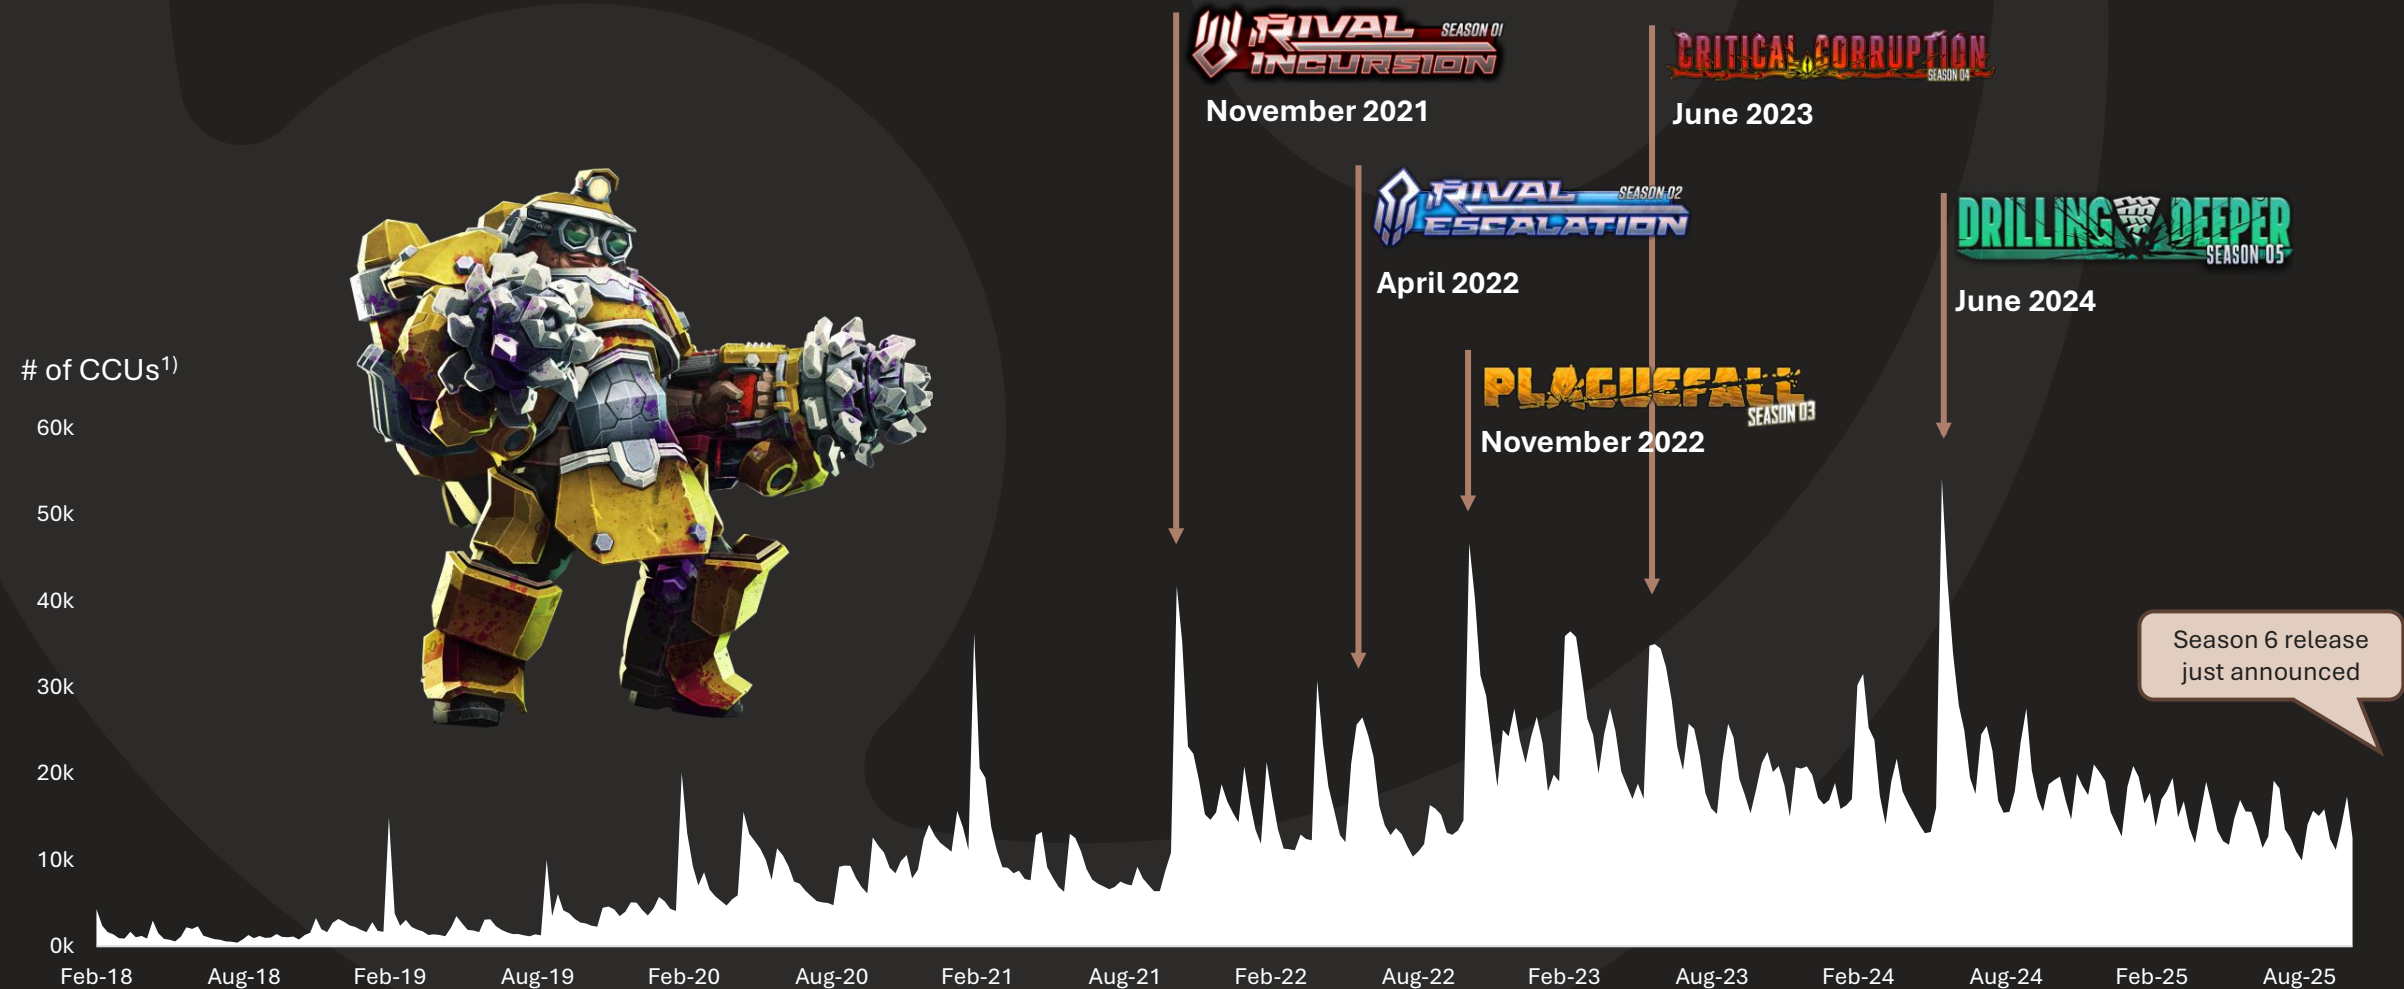 RIVAL SEASON 01
INCURSION
November 2021
CRITICAL CORRUPTION
SEASON 04
June 2023
RIVAL SEASON 02
ESCALATION
April 2022
DRILLING DEEPER
SEASON 05
June 2024
PLAGUEFALL
SEASON 03
November 2022
# of CCUs1)
60k
50k
40k
30k
20k
10k
0k
Season 6 release
just announced
Feb-18 Aug-18 Feb-19 Aug-19 Feb-20 Aug-20 Feb-21 Aug-21 Feb-22 Aug-22 Feb-23 Aug-23 Feb-24 Aug-24 Feb-25 Aug-25